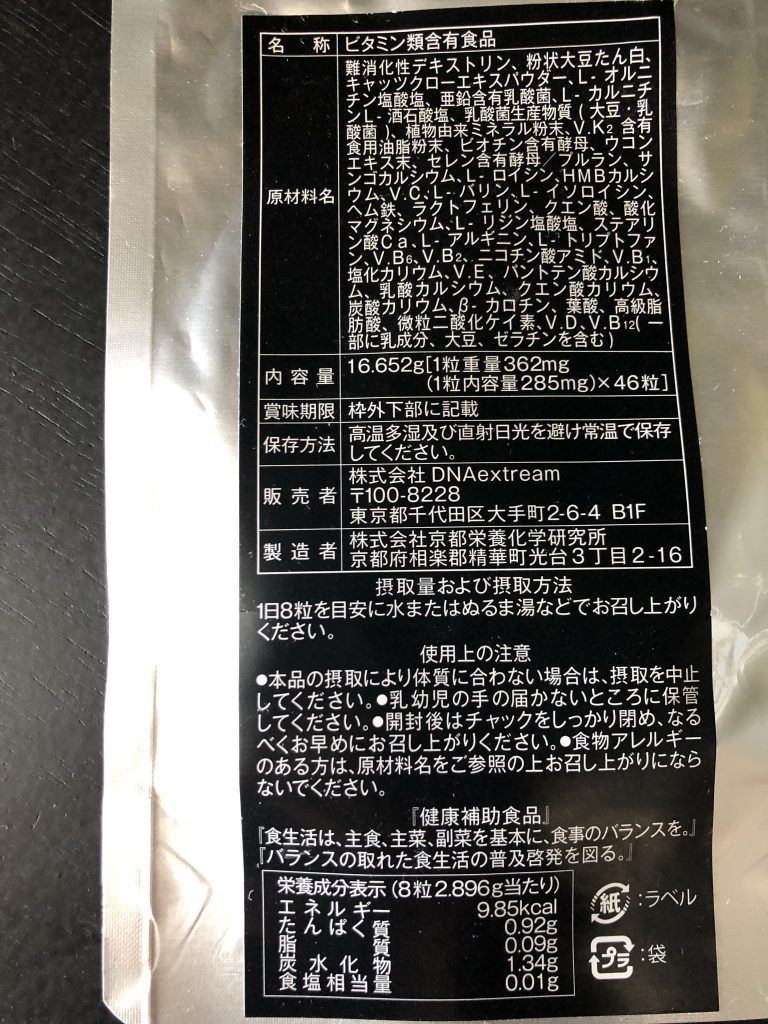 名称 ビタミン類含有食品
原材料名 難消化性デキストリン、粉状大豆たん白、
キャッツクローエキスパウダー、L-オルニ
チン塩酸塩、亜鉛含有乳酸菌、L-カルニチ
ンL-酒石酸塩、乳酸菌生産物質(大豆・乳
酸菌)、植物由来ミネラル粉末、V.K2含有
食用油脂粉末、ビオチン含有酵母、ウコン
エキス末、セレン含有酵母/プルラン、サ
ンゴカルシウム、L-ロイシン、HMBカルシ
ウム、V.C、L-バリン、L-イソロイシン、
ヘム鉄、ラクトフェリン、クエン酸、酸化
マグネシウム、L-リジン塩酸塩、ステアリ
ン酸Ca、L-アルギニン、L-トリプトファ
ン、V.B6、V.B2、ニコチン酸アミド、V.B1、
塩化カリウム、V.E、パントテン酸カルシウ
ム、乳酸カルシウム、クエン酸カリウム、
炭酸カリウム、β-カロチン、葉酸、高級脂
肪酸、微粒二酸化ケイ素、V.D、V.B12(一
部に乳成分、大豆、ゼラチンを含む)
内容量 16.652g[1粒重量362mg
(1粒内容量285mg)×46粒]
賞味期限 枠外下部に記載
保存方法 高温多湿及び直射日光を避け常温で保存
してください。
販売者 株式会社DNAextream
〒100-8228
東京都千代田区大手町2-6-4 B1F
製造者 株式会社京都栄養化学研究所
京都府相楽郡精華町光台3丁目2-16
摂取量および摂取方法
1日8粒を目安に水またはぬるま湯などでお召し上がり
ください。
使用上の注意
●本品の摂取により体質に合わない場合は、摂取を中止
してください。●乳幼児の手の届かないところに保管
してください。●開封後はチャックをしっかり閉め、なる
べくお早めにお召し上がりください。●食物アレルギー
のある方は、原材料名をご参照の上お召し上がりになら
ないでください。
『健康補助食品』
『食生活は、主食、主菜、副菜を基本に、食事のバランスを。』
『バランスの取れた食生活の普及啓発を図る。』
栄養成分表示(8粒2.896g当たり)
エネルギー 9.85kcal
たんぱく質 0.92g
脂質 0.09g
炭水化物 1.34g
食塩相当量 0.01g
紙:ラベル
プラ:袋